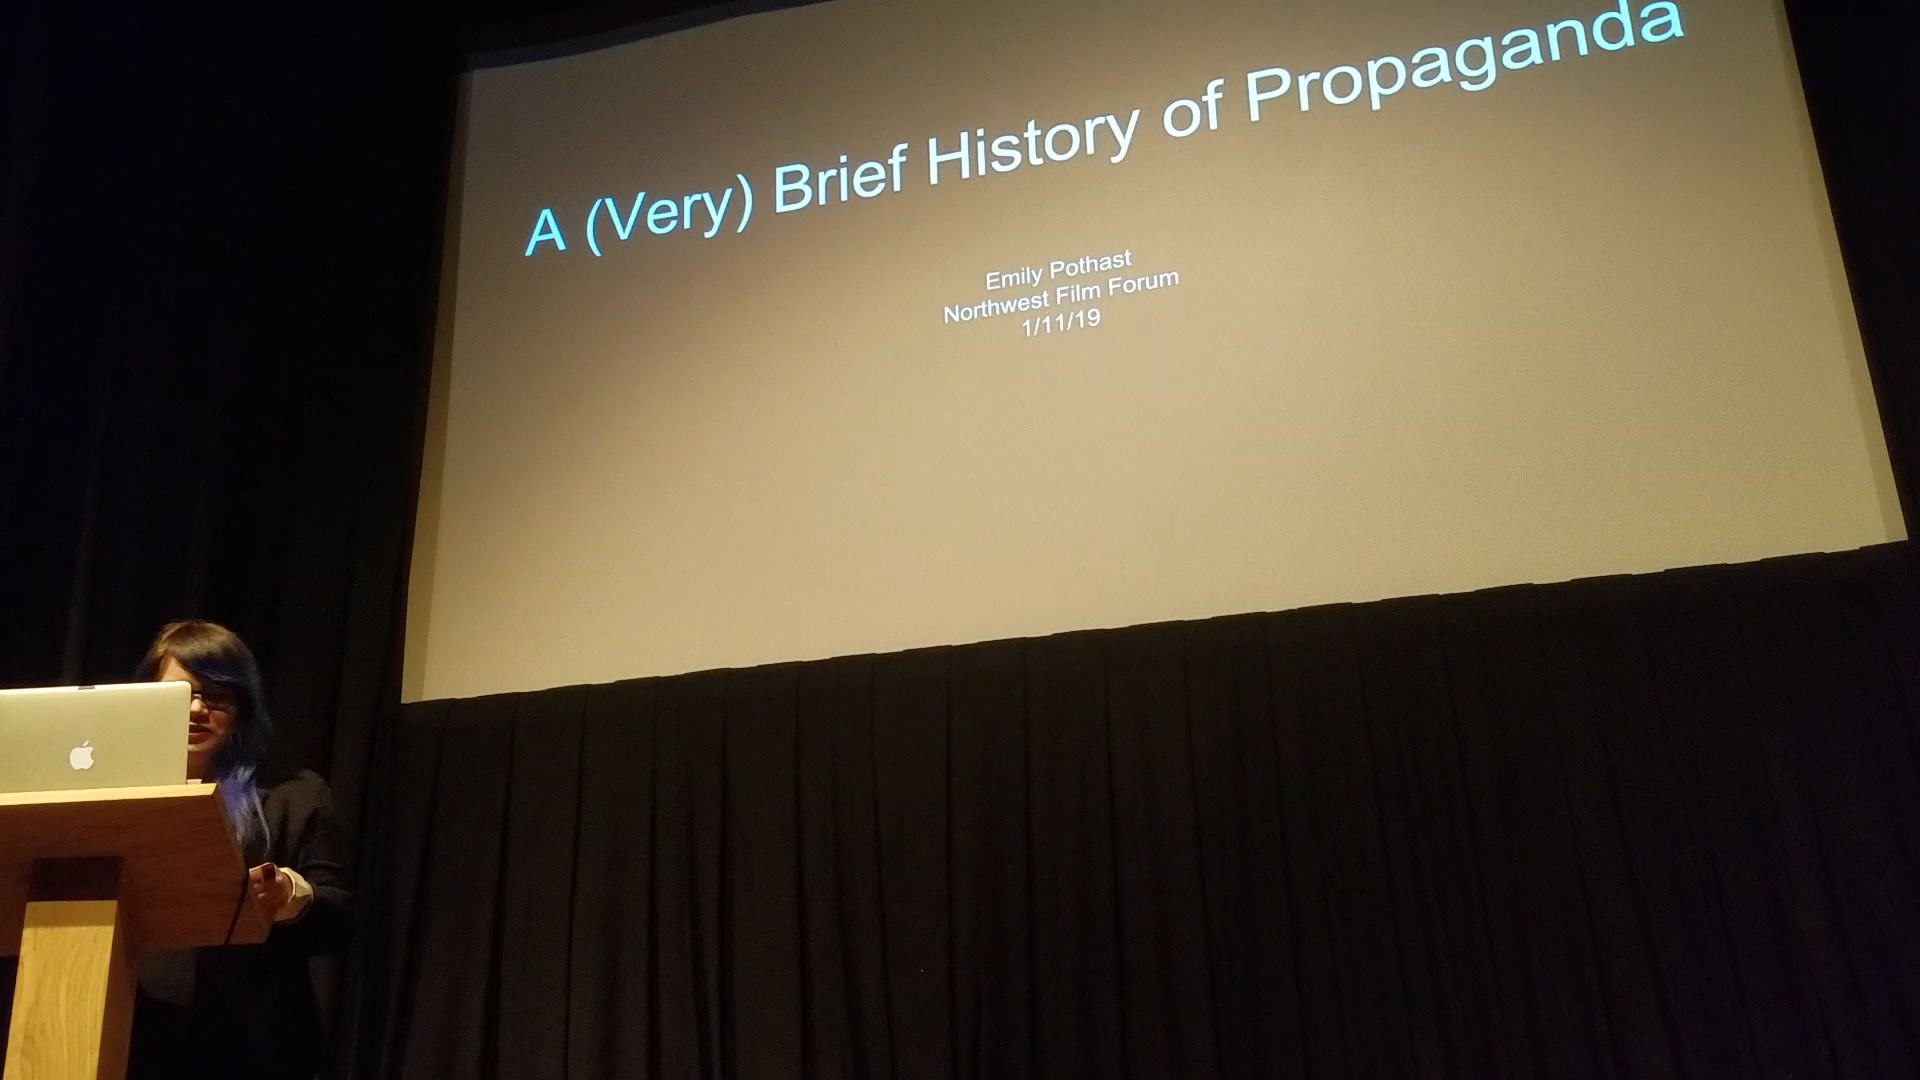 A (Very) Brief History of Propaganda
Emily Pothast
Northwest Film Forum
1/11/19